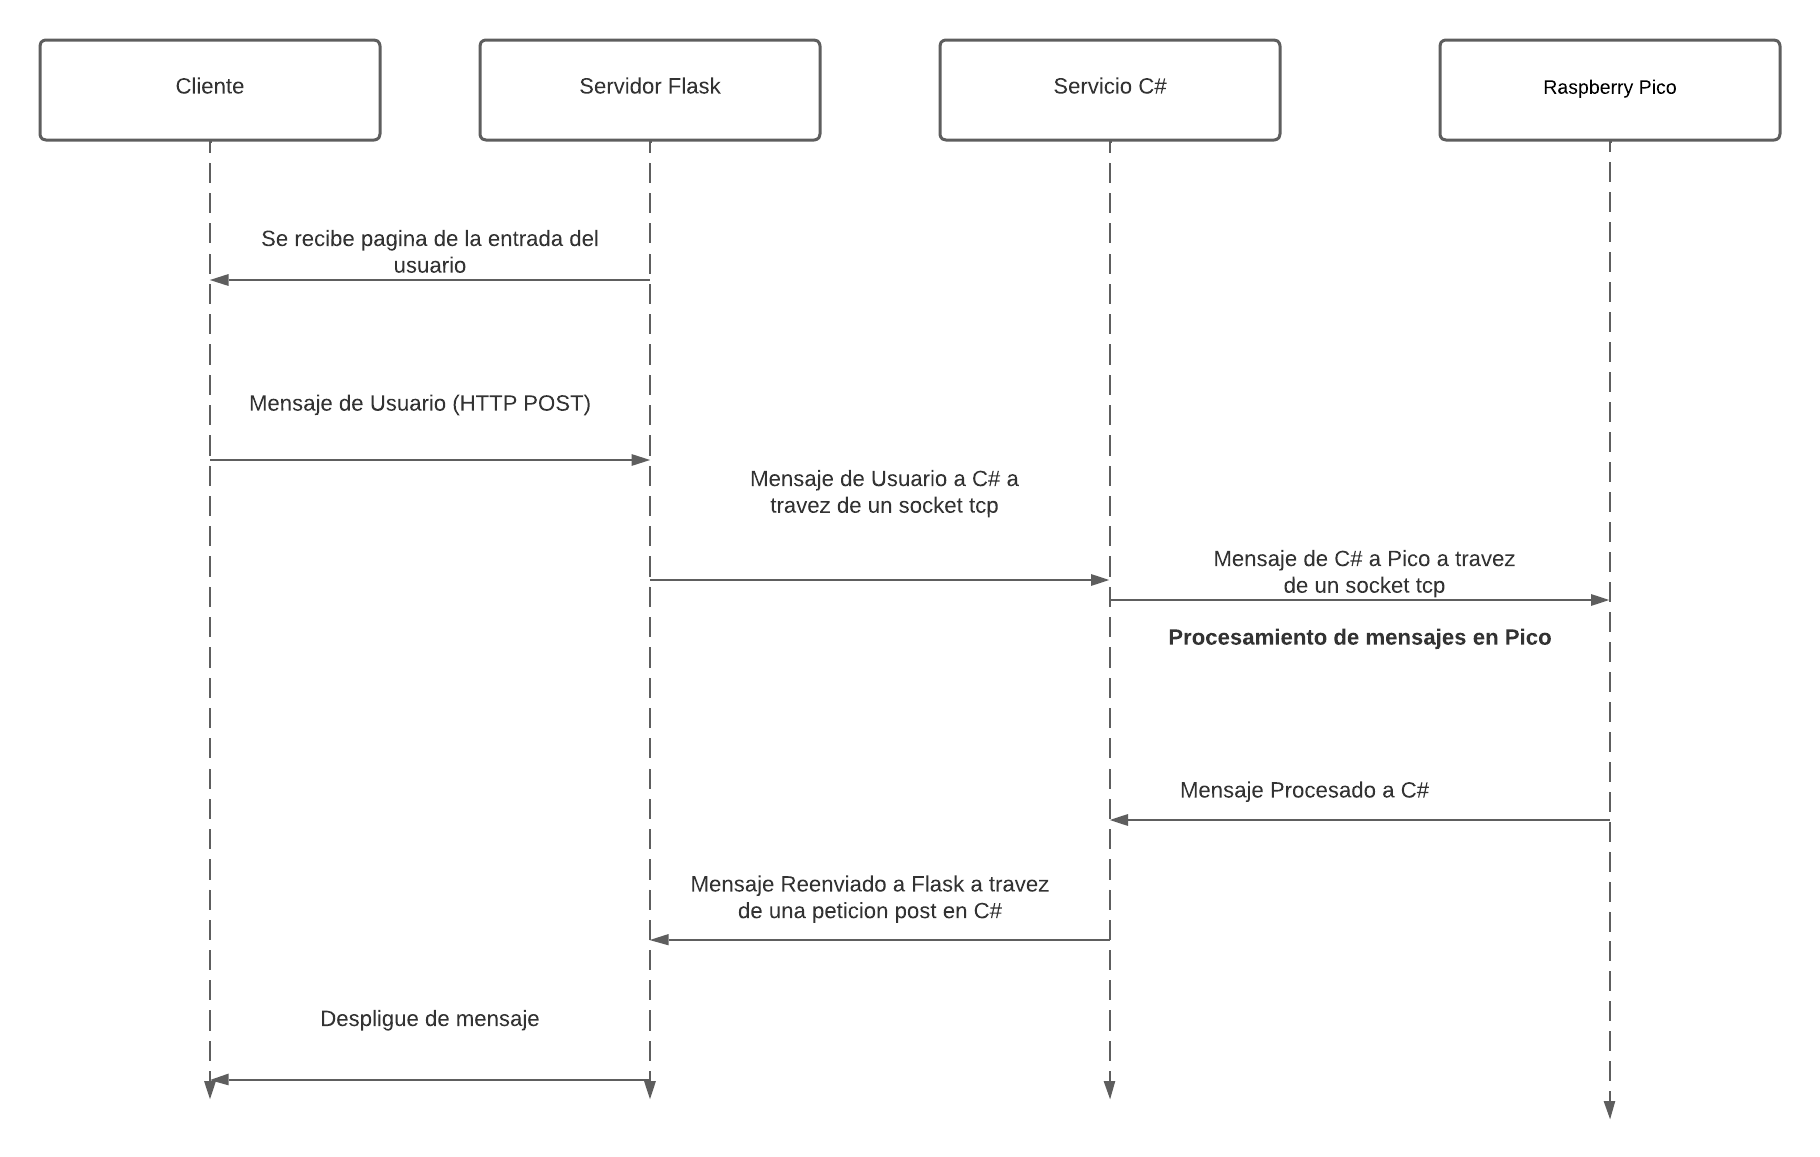 Cliente
Servidor Flask
Servicio C#
Raspberry Pico
Se recibe pagina de la entrada del
usuario
Mensaje de Usuario (HTTP POST)
Mensaje de Usuario a C# a
travez de un socket tcp
Mensaje de C# a Pico a travez
de un socket tcp
Procesamiento de mensajes en Pico
Mensaje Procesado a C#
Mensaje Reenviado a Flask a travez
de una peticion post en C#
Despligue de mensaje